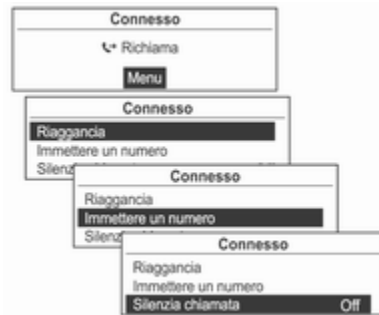 Connesso
Richiama
Menu
Connesso
Riaggancia
Immettere un numero
Connesso
Riaggancia
Immettere un numero
Connesso
Riaggancia
Immettere un numero
Silenzia chiamata Off